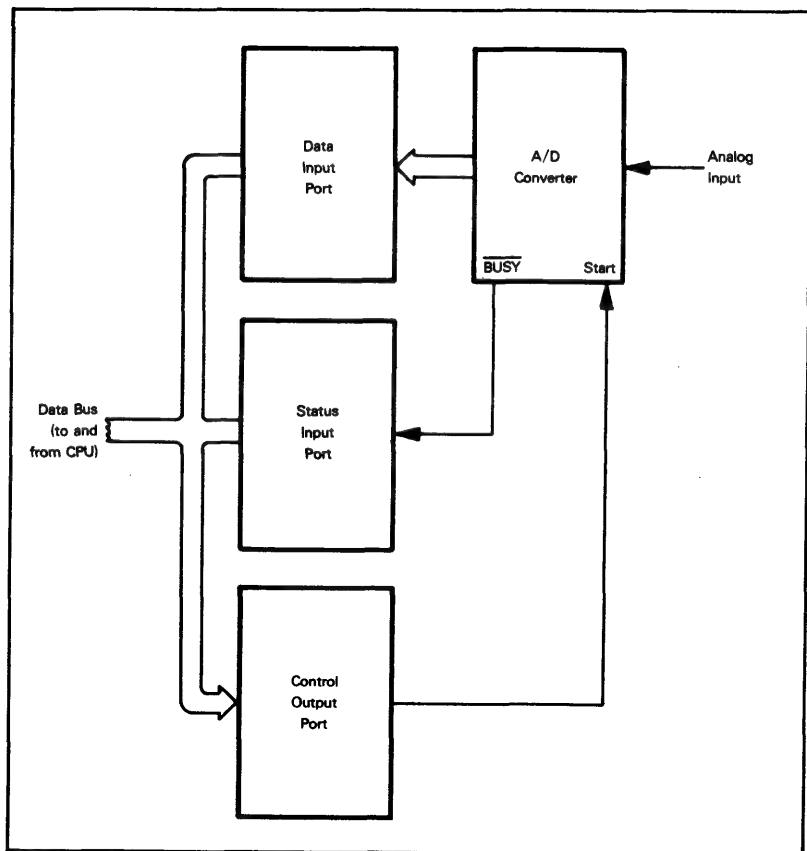 Data
Input
Port
A/D
Converter
Analog
Input
BUSY
Start
Data Bus
(to and
from CPU)
Status
Input
Port
Control
Output
Port